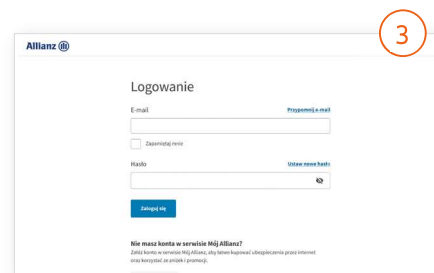 3
Allianz
Logowanie
E-mail Przypomnij e-mail
Zapamiętaj mnie
Hasło Ustaw nowe hasło
Zaloguj się
Nie masz konta w serwisie Mój Allianz?
Załóż konto w serwisie Mój Allianz, aby łatwo kupować ubezpieczenia przez internet
oraz korzystać ze zniżek i promocji.